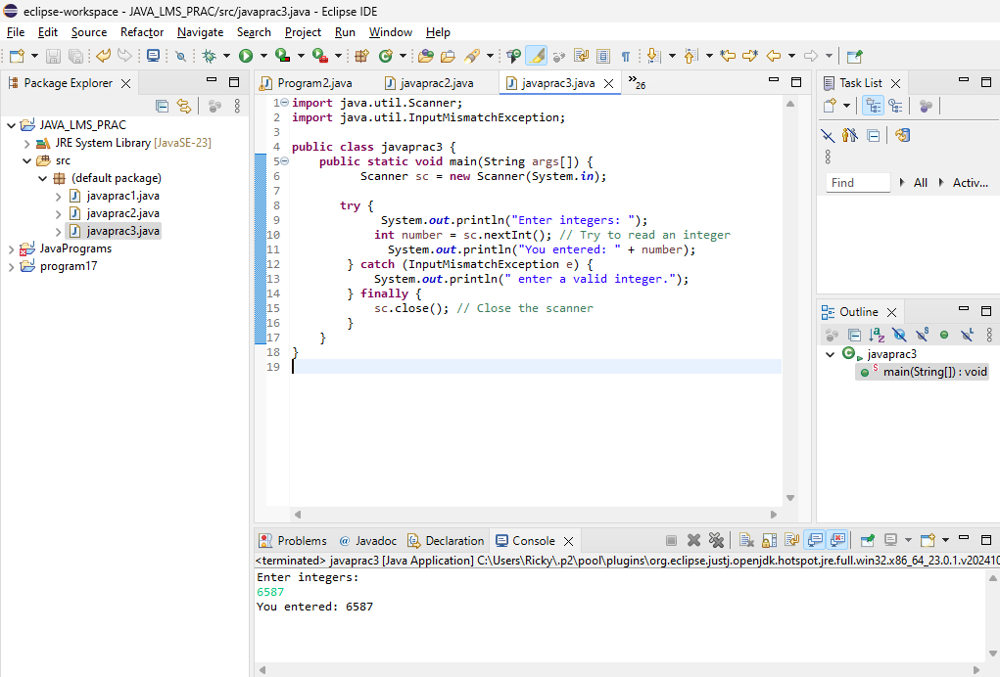 eclipse-workspace - JAVA_LMS_PRAC/src/javaprac3.java - Eclipse IDE
File Edit Source Refactor Navigate Search Project Run Window Help
Package Explorer
JAVA_LMS_PRAC
JRE System Library [JavaSE-23]
src
(default package)
javaprac1.java
javaprac2.java
javaprac3.java
JavaPrograms
program17
Program2.java javaprac2.java javaprac3.java »26
1 import java.util.Scanner;
2 import java.util.InputMismatchException;
3
4 public class javaprac3 {
5 public static void main(String args[]) {
6 Scanner sc = new Scanner(System.in);
7
8 try {
9 System.out.println("Enter integers: ");
10 int number = sc.nextInt(); // Try to read an integer
11 System.out.println("You entered: " + number);
12 } catch (InputMismatchException e) {
13 System.out.println(" enter a valid integer.");
14 } finally {
15 sc.close(); // Close the scanner
16 }
17 }
18 }
19
Task List
Find All Activ...
Outline
javaprac3
main(String[]) : void
Problems @ Javadoc Declaration Console
<terminated> javaprac3 [Java Application] C:\Users\Ricky\.p2\pool\plugins\org.eclipse.justj.openjdk.hotspot.jre.full.win32.x86_64_23.0.1.v20241
Enter integers:
6587
You entered: 6587